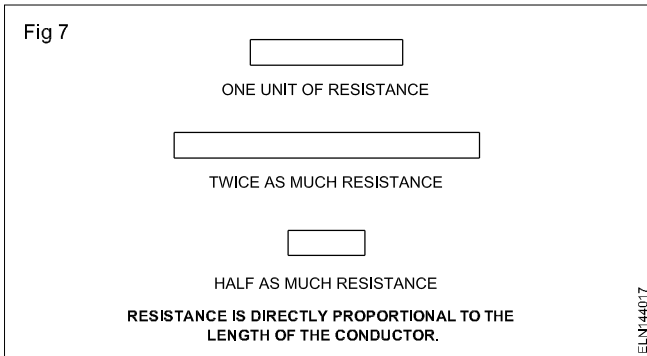 Fig 7
ONE UNIT OF RESISTANCE
TWICE AS MUCH RESISTANCE
HALF AS MUCH RESISTANCE
RESISTANCE IS DIRECTLY PROPORTIONAL TO THE
LENGTH OF THE CONDUCTOR.
ELN144017